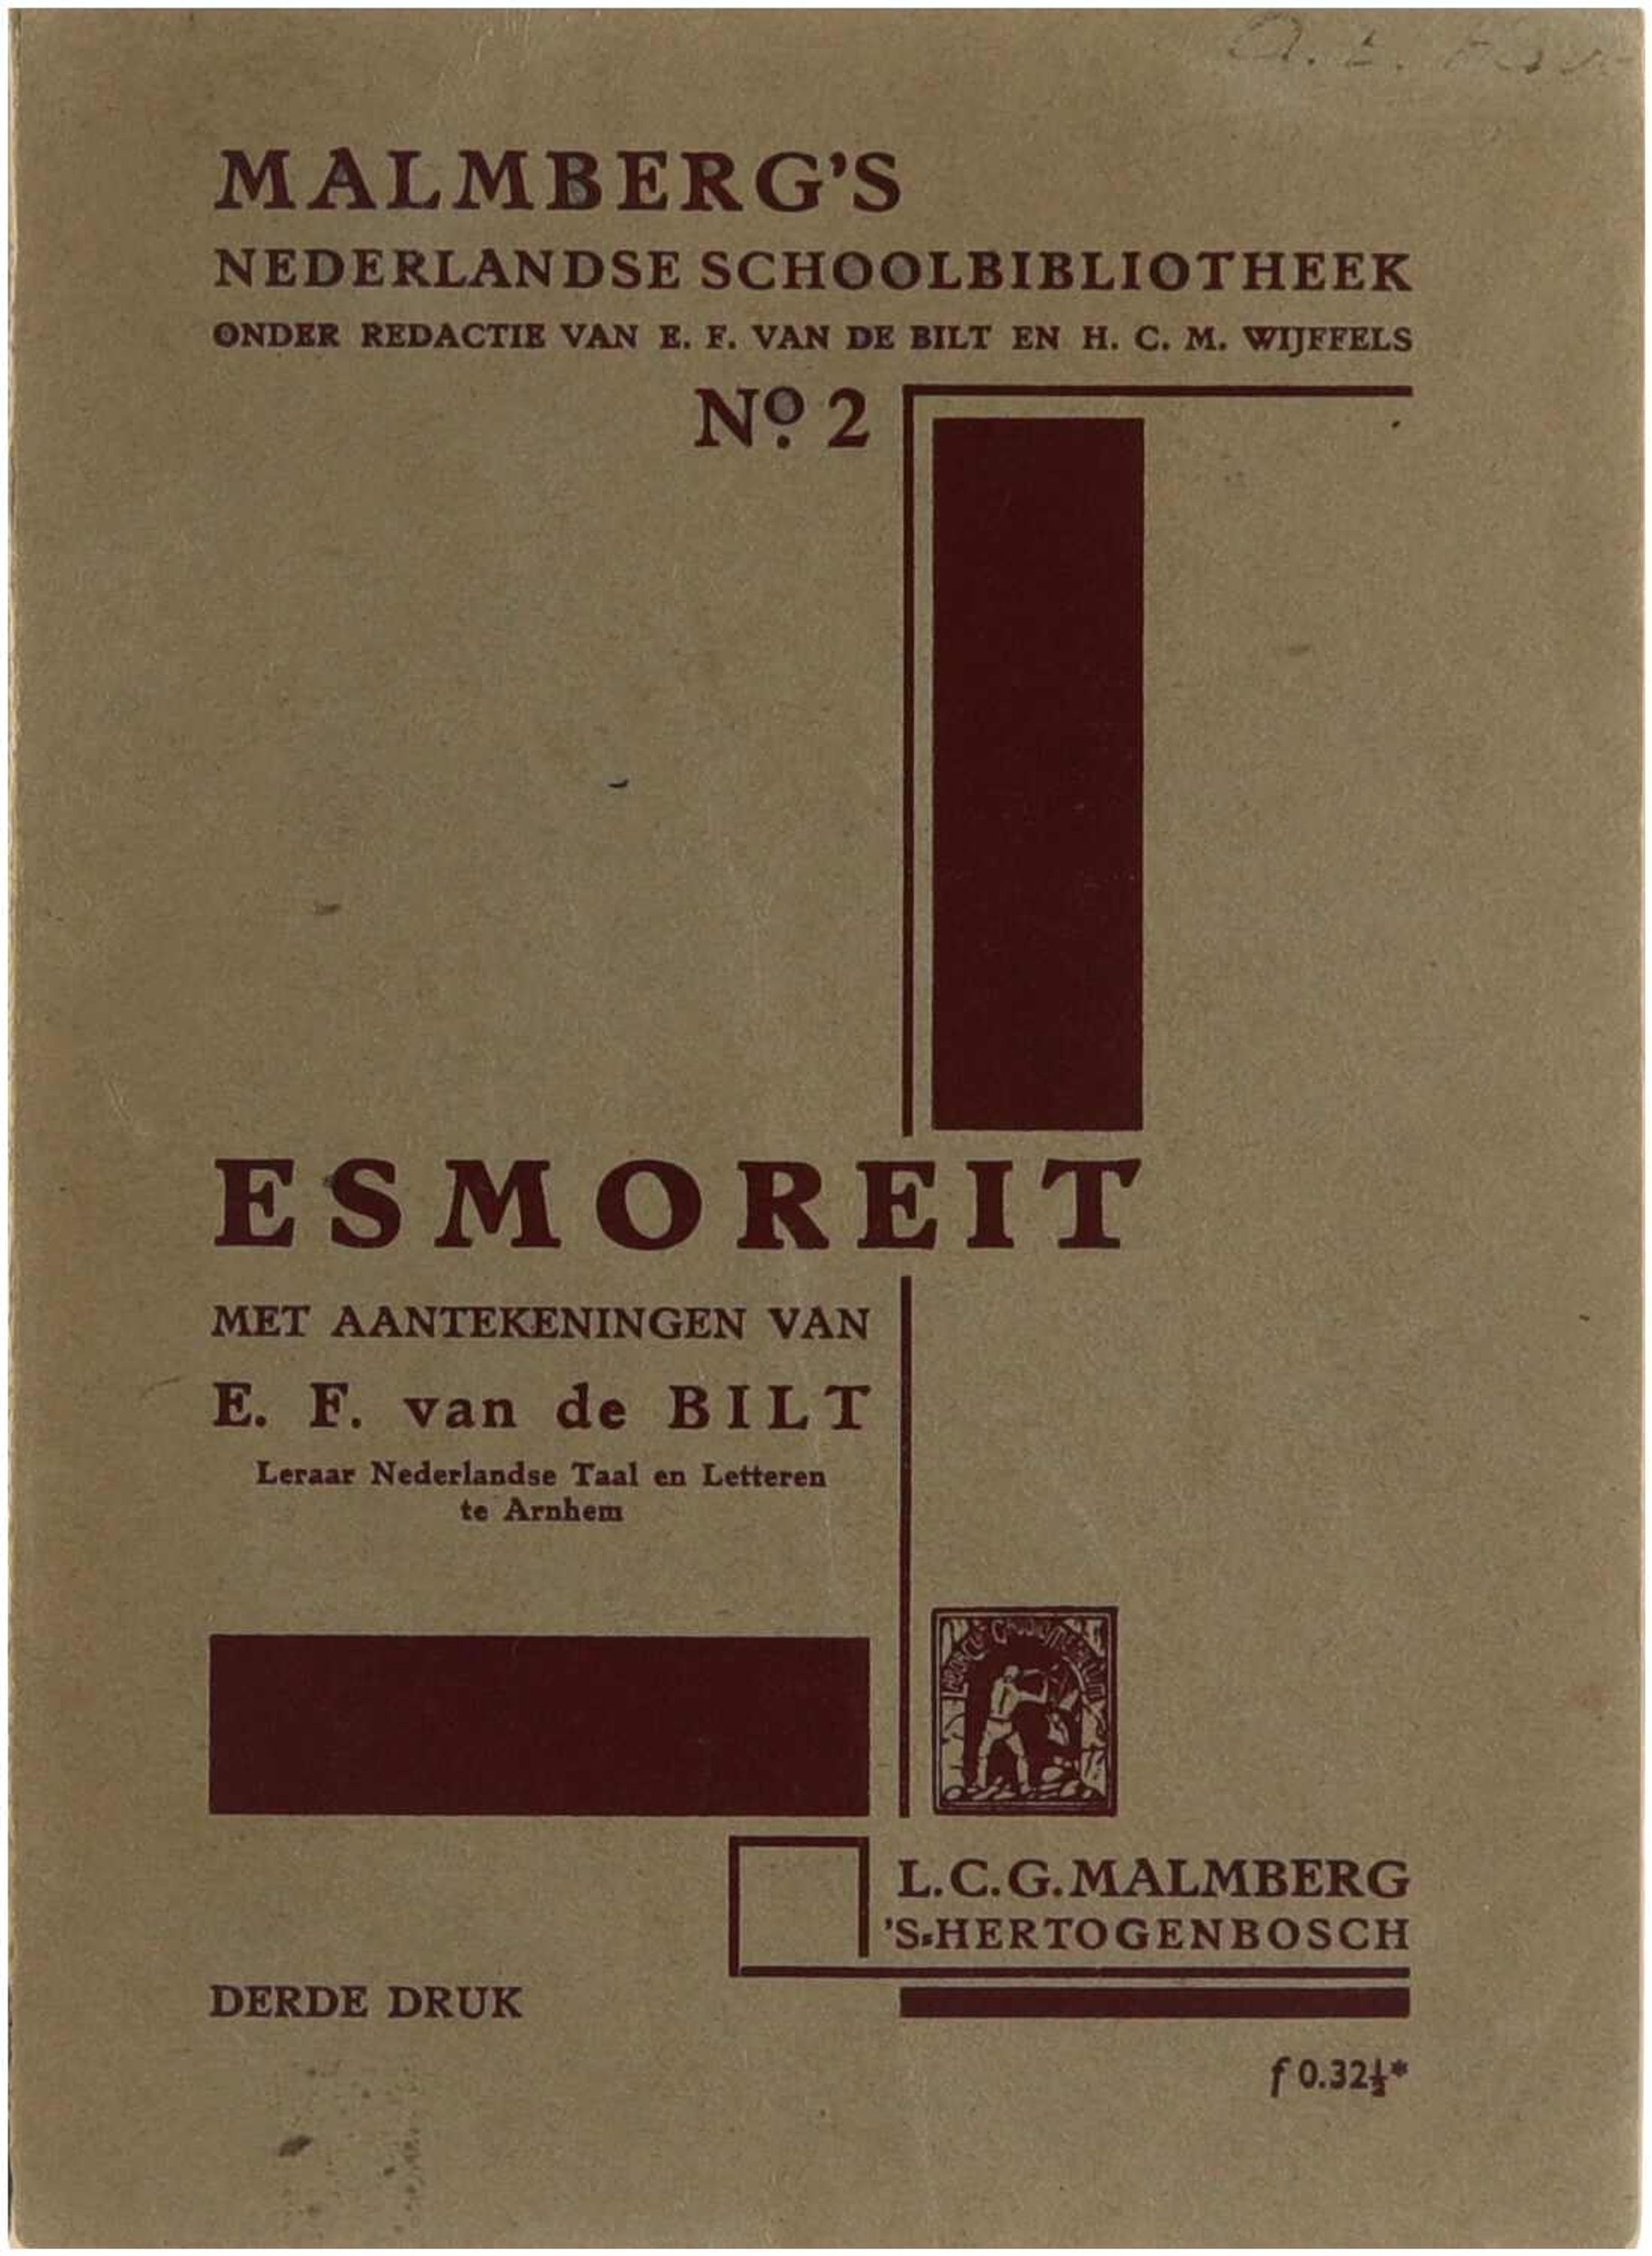 MALMBERG'S
NEDERLANDSE SCHOOLBIBLIOTHEEK
ONDER REDACTIE VAN E. F. VAN DE BILT EN H. C. M. WIJFFELS
Nº 2
ESMOREIT
MET AANTEKENINGEN VAN
E. F. van de BILT
Leraar Nederlandse Taal en Letteren
te Arnhem
L.C.G. MALMBERG
'S-HERTOGENBOSCH
DERDE DRUK
f 0.32½*